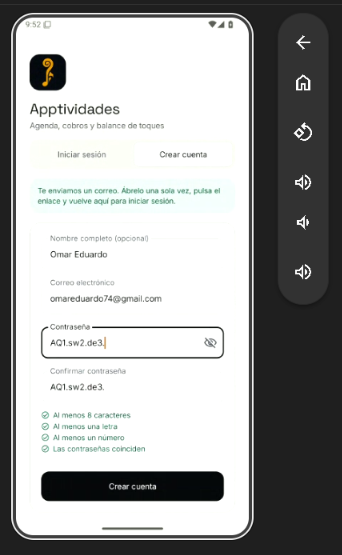 9:52
Apptividades
Agenda, cobros y balance de toques
Iniciar sesión
Crear cuenta
Te enviamos un correo. Ábrelo una sola vez, pulsa el
enlace y vuelve aquí para iniciar sesión.
Nombre completo (opcional)
Omar Eduardo
Correo electrónico
omareduardo74@gmail.com
Contraseña
AQ1.sw2.de3.
Confirmar contraseña
AQ1.sw2.de3.
Al menos 8 caracteres
Al menos una letra
Al menos un número
Las contraseñas coinciden
Crear cuenta